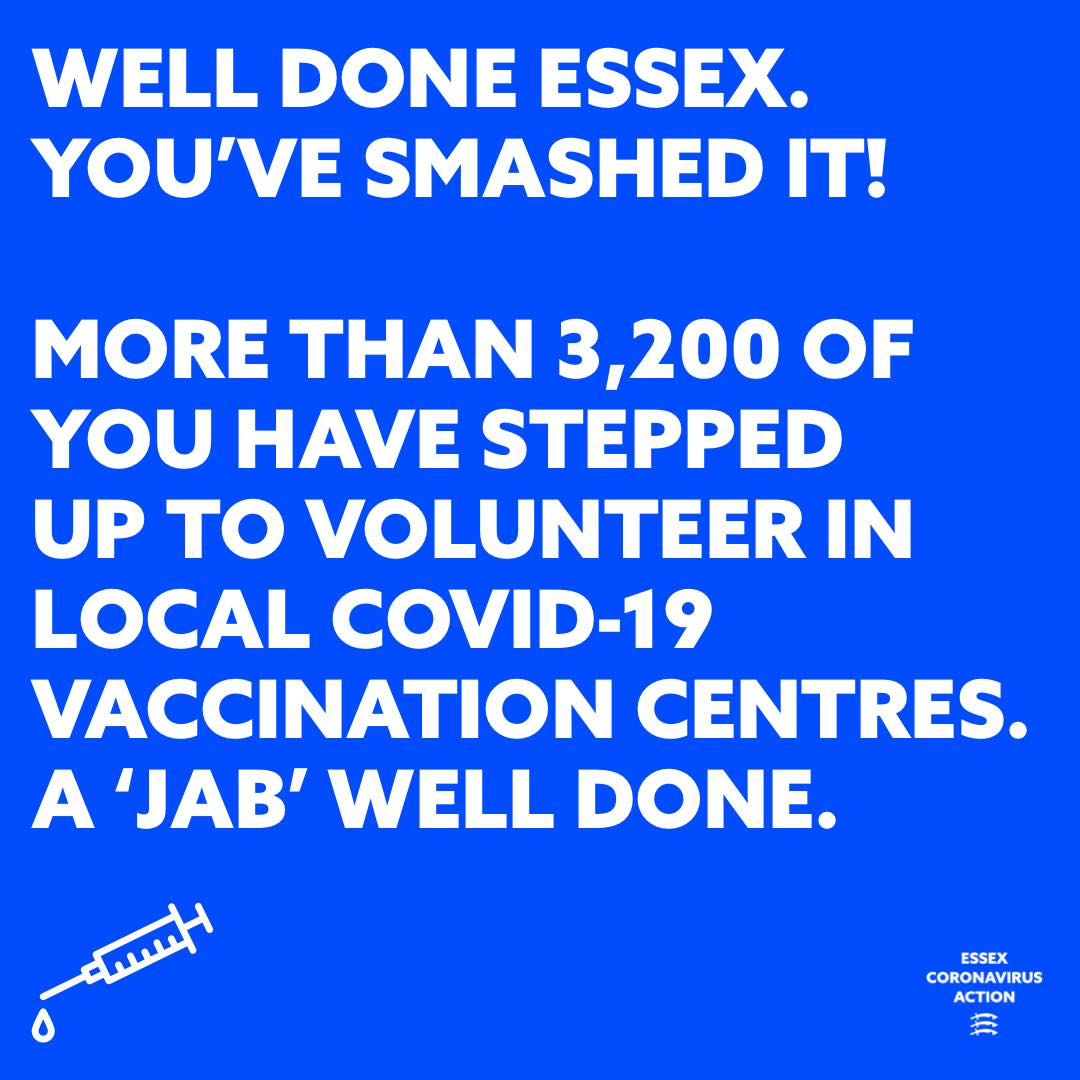 WELL DONE ESSEX.
YOU’VE SMASHED IT!
MORE THAN 3,200 OF
YOU HAVE STEPPED
UP TO VOLUNTEER IN
LOCAL COVID-19
VACCINATION CENTRES.
A ‘JAB’ WELL DONE.
ESSEX
CORONAVIRUS
ACTION